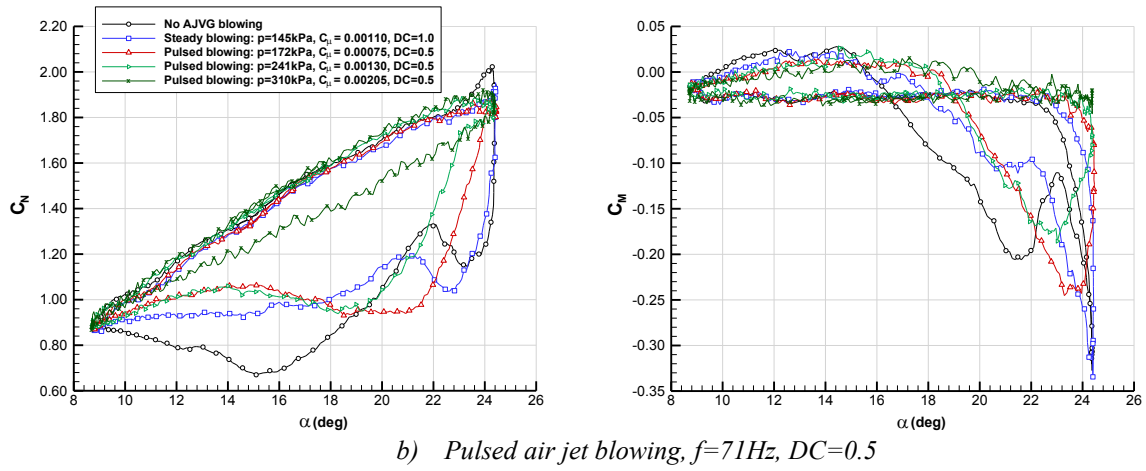 No AJVG blowing
Steady blowing: p=145kPa, Cμ = 0.00110, DC=1.0
Pulsed blowing: p=172kPa, Cμ = 0.00075, DC=0.5
Pulsed blowing: p=241kPa, Cμ = 0.00130, DC=0.5
Pulsed blowing: p=310kPa, Cμ = 0.00205, DC=0.5
2.00
1.80
1.60
1.40
1.20
1.00
0.80
0.60
CN
8 10 12 14 16 18 20 22 24 26
α (deg)
0.05
0.00
-0.05
-0.10
-0.15
-0.20
-0.25
-0.30
-0.35
CM
8 10 12 14 16 18 20 22 24 26
α (deg)
b) Pulsed air jet blowing, f=71Hz, DC=0.5